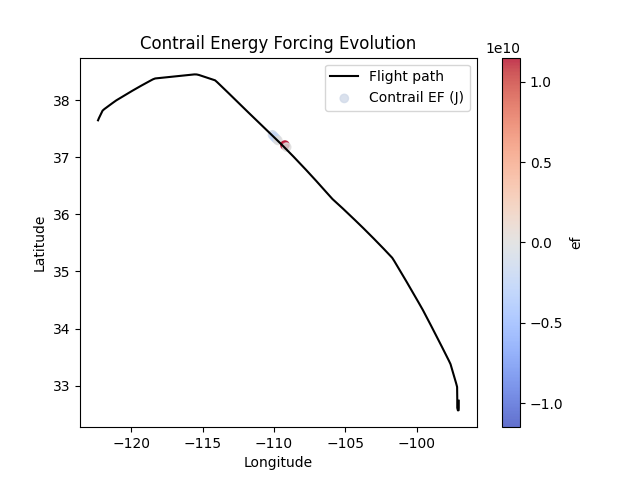 Contrail Energy Forcing Evolution
1e10
Flight path
Contrail EF (J)
38
37
36
35
34
33
Latitude
−120
−115
−110
−105
−100
Longitude
1.0
0.5
0.0
−0.5
−1.0
ef